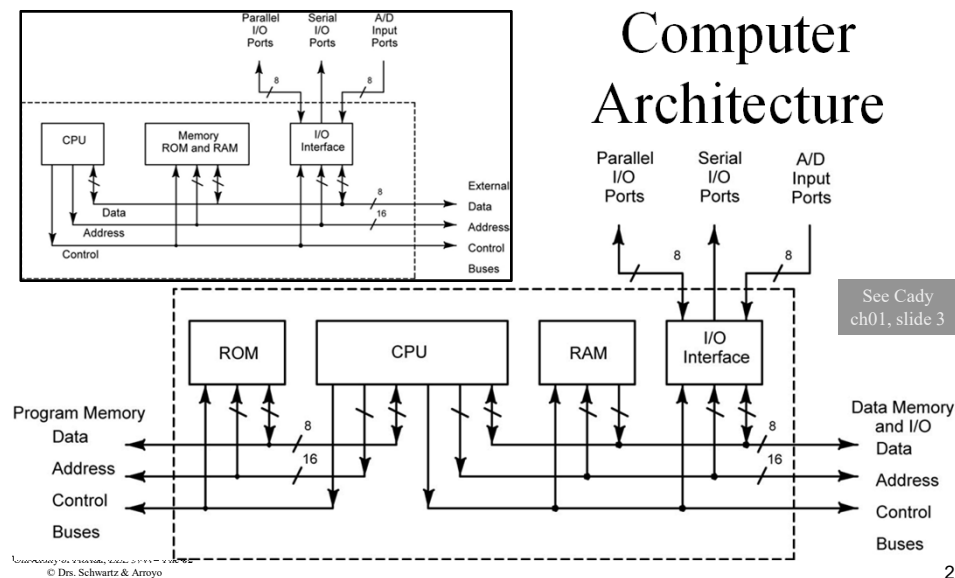 Computer
Architecture
Parallel
I/O
Ports
Serial
I/O
Ports
A/D
Input
Ports
8
8
CPU
Memory
ROM and RAM
I/O
Interface
8
External
Data
Data
16
Address
Address
Control
Control
Buses
Parallel
I/O
Ports
Serial
I/O
Ports
A/D
Input
Ports
8
8
See Cady
ch01, slide 3
ROM
CPU
RAM
I/O
Interface
Program Memory
Data
8
Address
16
Control
Buses
Data Memory
and I/O
8
Data
16
Address
Control
Buses
© Drs. Schwartz & Arroyo
2